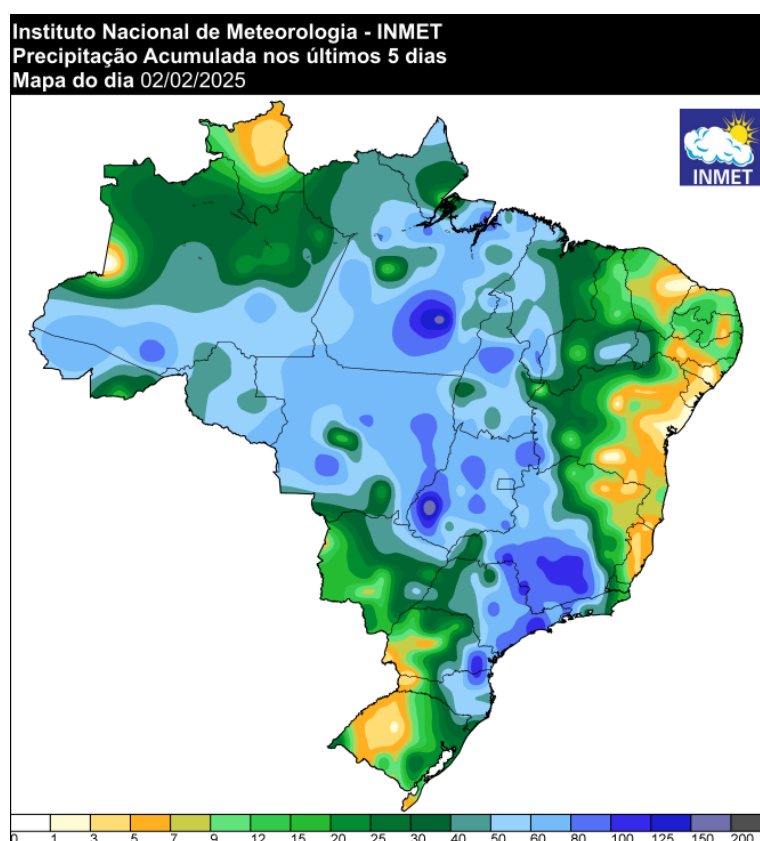 Instituto Nacional de Meteorologia - INMET
Precipitação Acumulada nos últimos 5 dias
Mapa do dia 02/02/2025
INMET
0 1 3 5 7 9 12 15 20 25 30 40 50 60 80 100 125 150 200